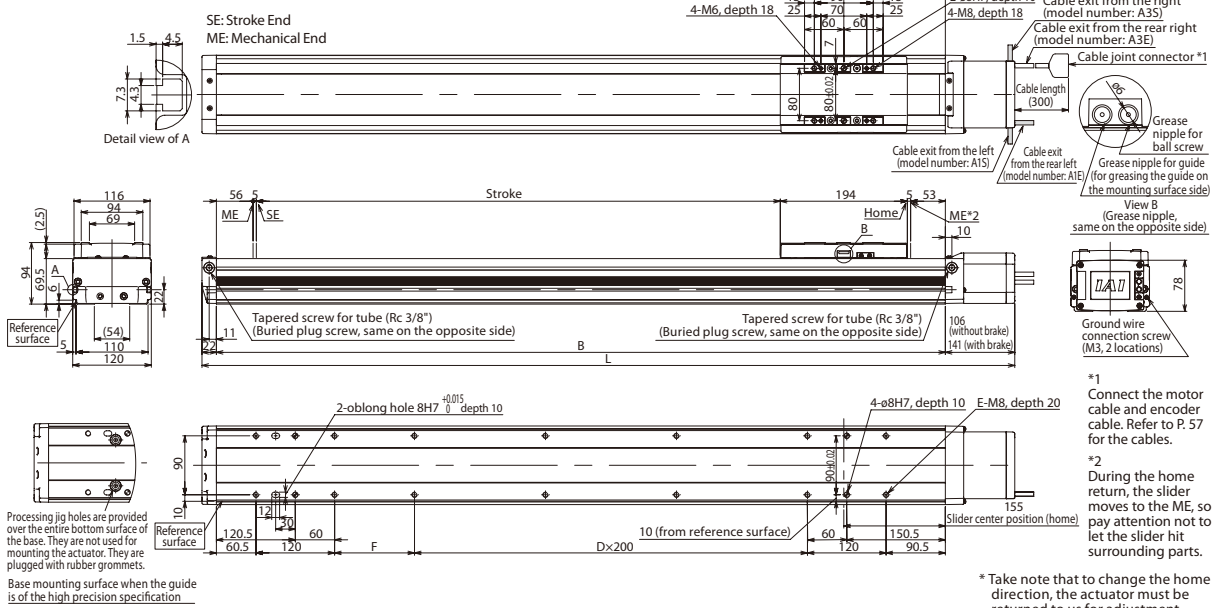 SE: Stroke End
ME: Mechanical End
1.5
4.5
7.3
4.3
Detail view of A
4-M6, depth 18
25
70
25
60
60
4-M8, depth 18
7
80
80±0.02
Cable exit from the right
(model number: A3S)
Cable exit from the rear right
(model number: A3E)
Cable joint connector *1
Cable length
(300)
Cable exit from the left
(model number: A1S)
Cable exit
from the rear left
(model number: A1E)
ø6
Grease
nipple for
ball screw
Grease nipple for guide
(for greasing the guide on
the mounting surface side)
View B
(Grease nipple,
same on the opposite side)
116
94
69
(2.5)
94
69.5
6
A
22
Reference
surface
(54)
5
110
120
56
5
Stroke
194
5
53
ME
SE
Home
ME*2
B
10
Tapered screw for tube (Rc 3/8")
(Buried plug screw, same on the opposite side)
Tapered screw for tube (Rc 3/8")
(Buried plug screw, same on the opposite side)
11
22
B
L
106
(without brake)
141 (with brake)
IAI
78
Ground wire
connection screw
(M3, 2 locations)
*1
Connect the motor
cable and encoder
cable. Refer to P. 57
for the cables.
*2
During the home
return, the slider
moves to the ME, so
pay attention not to
let the slider hit
surrounding parts.
* Take note that to change the home
direction, the actuator must be
returned to us for adjustment
2-oblong hole 8H7 +0.015 0 depth 10
4-ø8H7, depth 10
E-M8, depth 20
90
10
90±0.02
12
30
Reference
surface
120.5
60
60.5
120
F
D×200
10 (from reference surface)
155
Slider center position (home)
60
150.5
120
90.5
Processing jig holes are provided
over the entire bottom surface of
the base. They are not used for
mounting the actuator. They are
plugged with rubber grommets.
Base mounting surface when the guide
is of the high precision specification